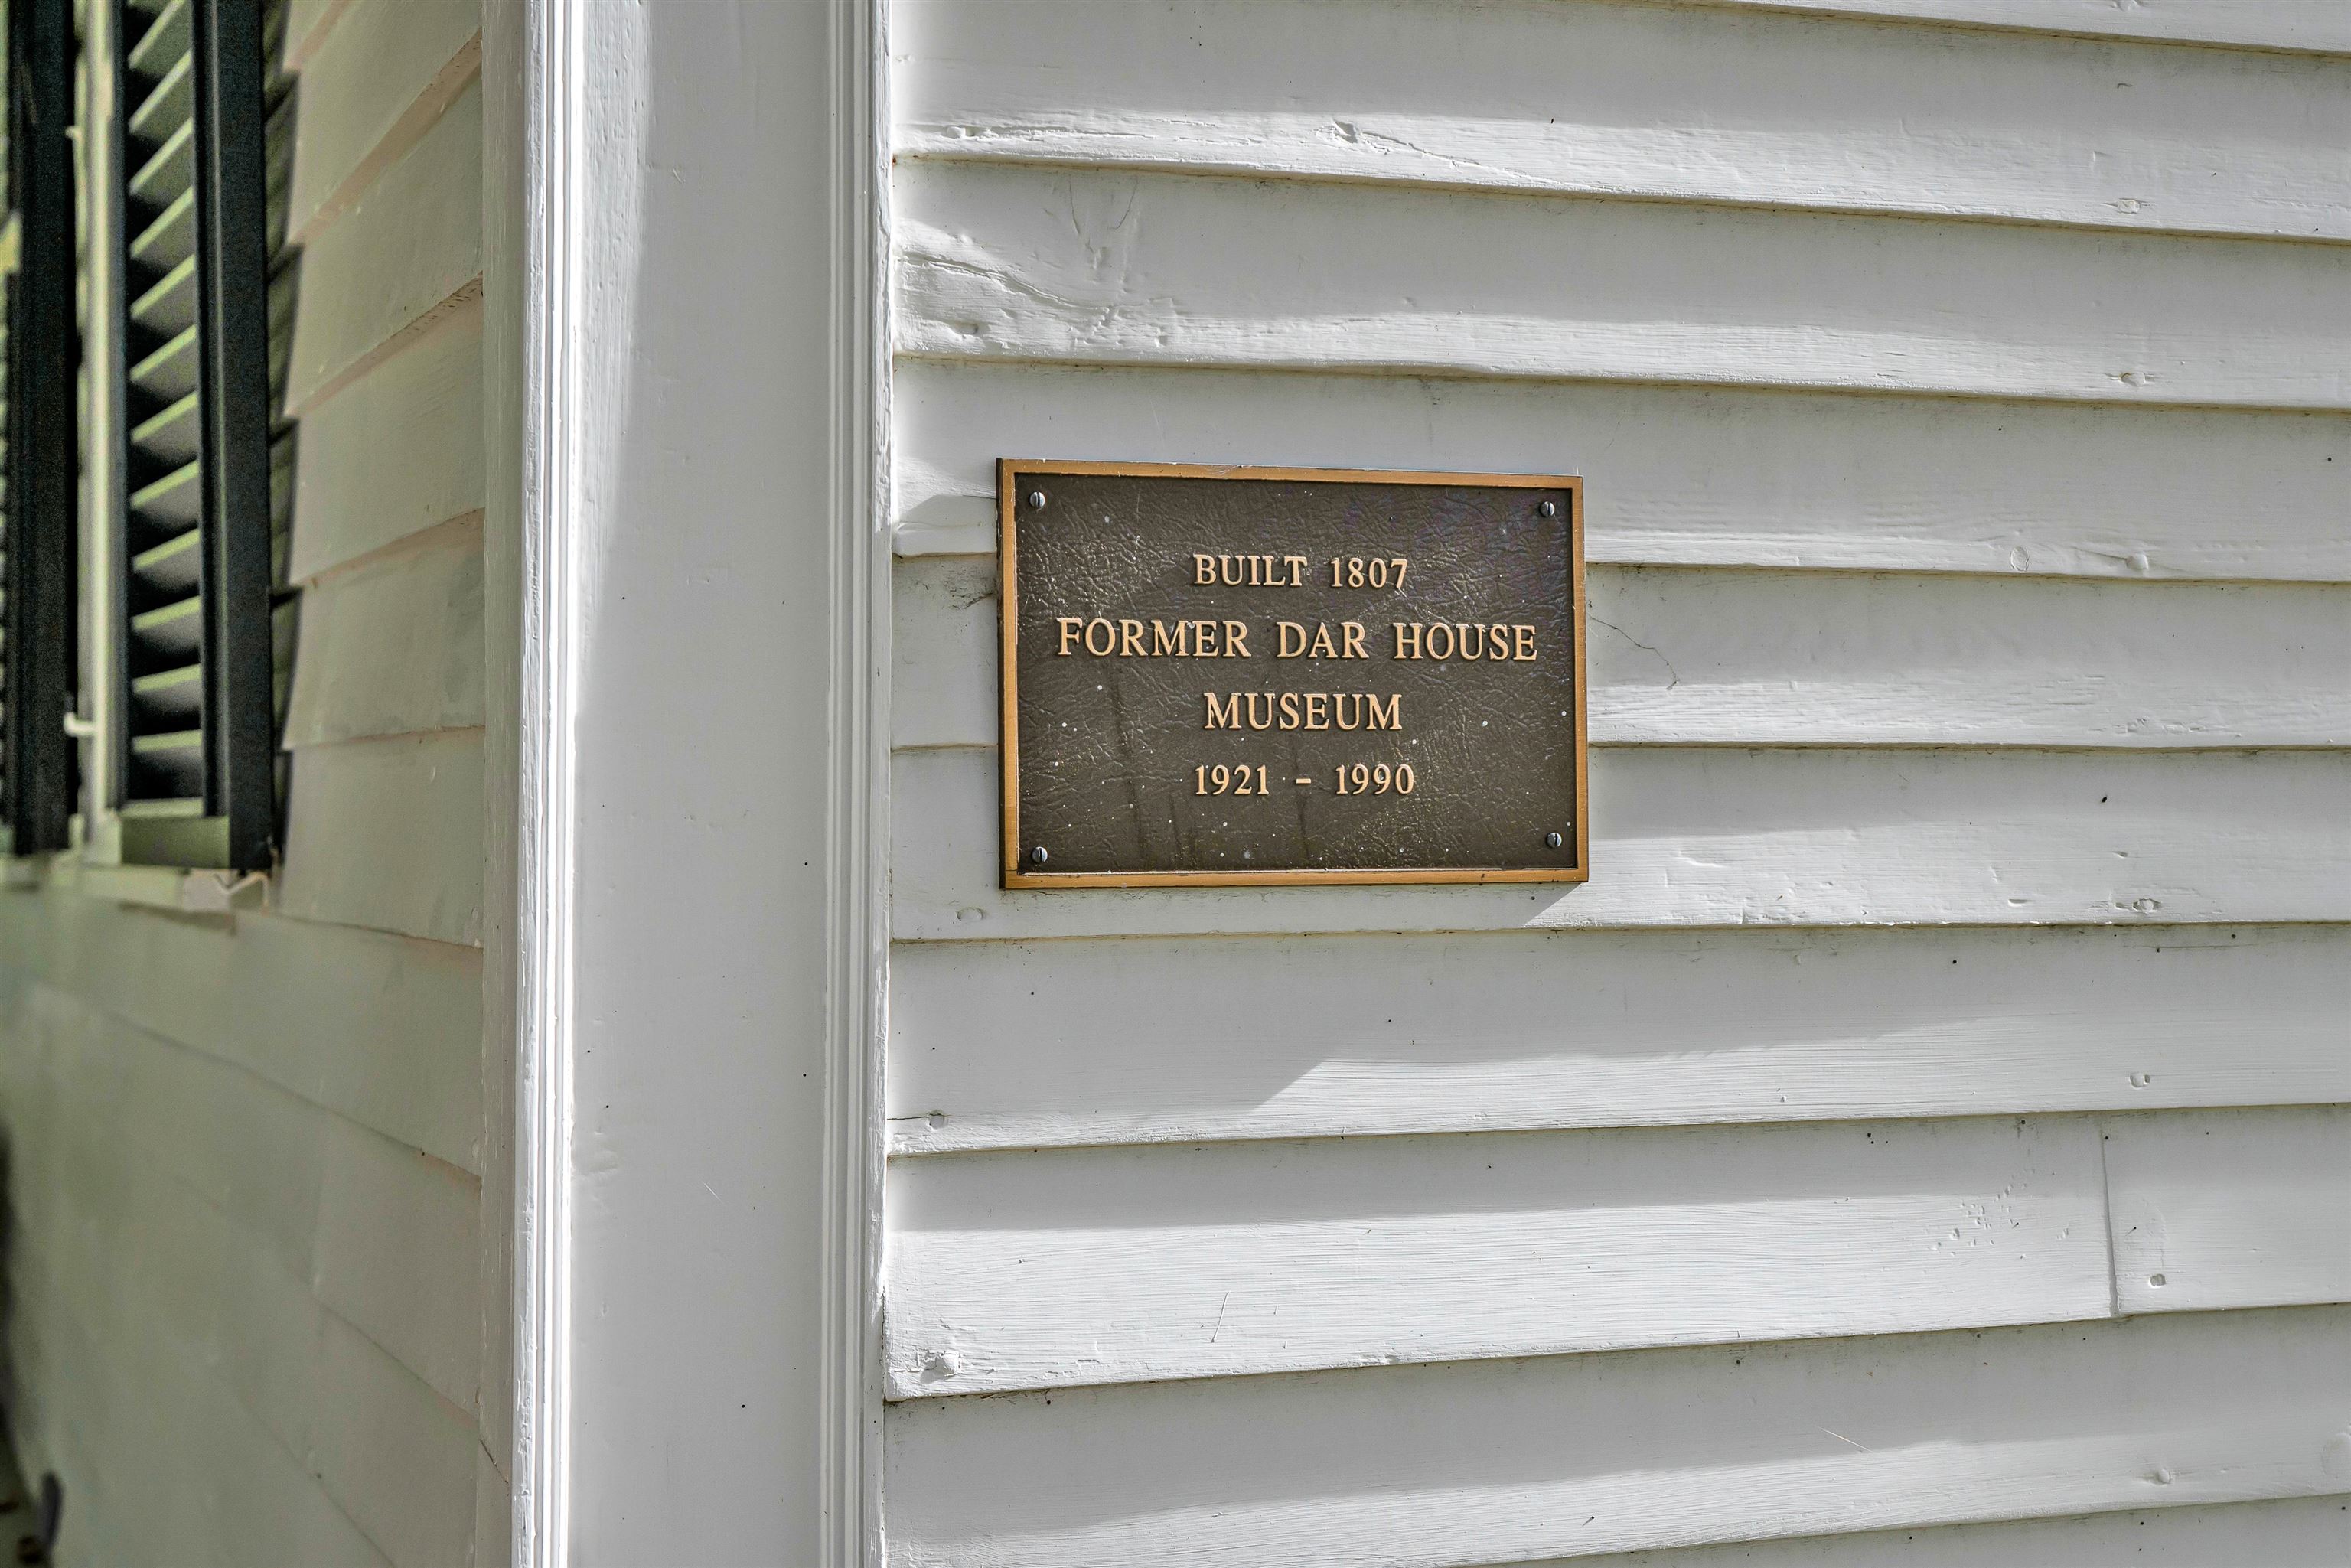 BUILT 1807
FORMER DAR HOUSE
MUSEUM
1921 - 1990